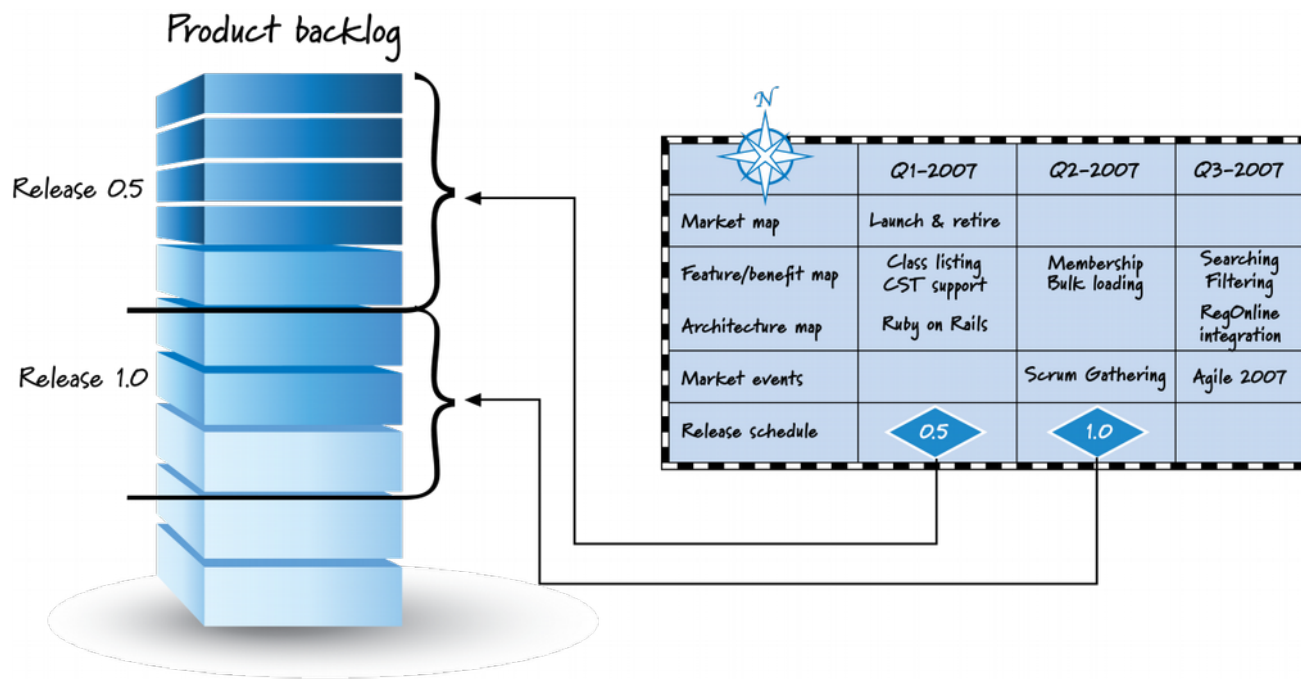 Product backlog
Release 0.5
Release 1.0
N
Q1-2007 Q2-2007 Q3-2007
Market map Launch & retire
Feature/benefit map Class listing Membership Searching
CST support Bulk loading Filtering
Architecture map Ruby on Rails RegOnline
integration
Market events Scrum Gathering Agile 2007
Release schedule 0.5 1.0